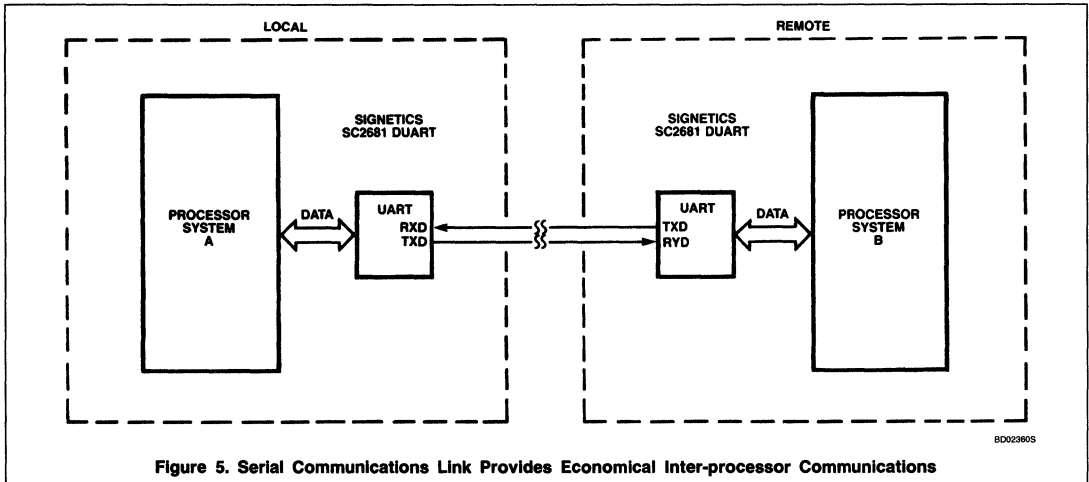 LOCAL
REMOTE
SIGNETICS
SC2681 DUART
SIGNETICS
SC2681 DUART
PROCESSOR
SYSTEM
A
DATA
UART
RXD
TXD
UART
TXD
RYD
DATA
PROCESSOR
SYSTEM
B
BD02360S
Figure 5. Serial Communications Link Provides Economical Inter-processor Communications